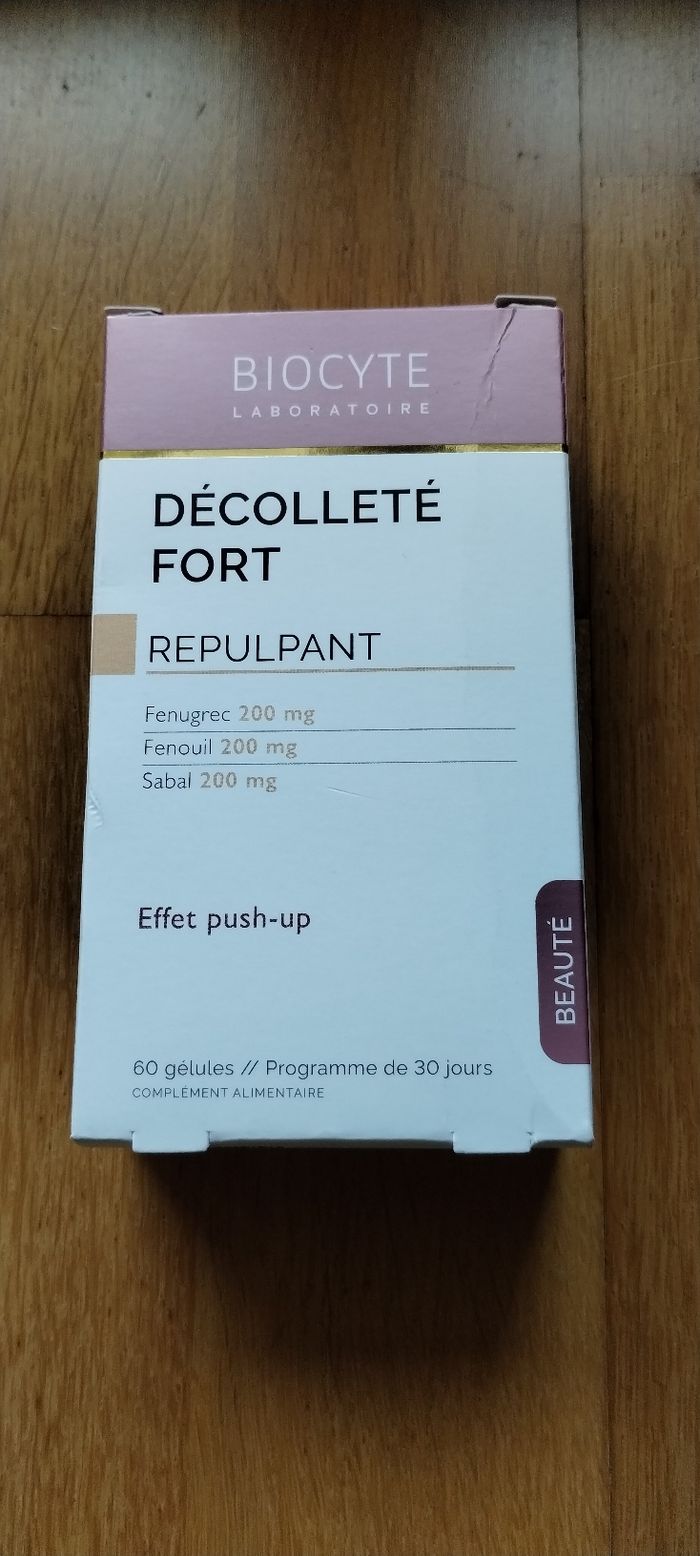 BIOCYTE
LABORATOIRE
DÉCOLLETÉ
FORT
REPULPANT
Fenugrec 200 mg
Fenouil 200 mg
Sabal 200 mg
Effet push-up
BEAUTÉ
60 gélules // Programme de 30 jours
COMPLÉMENT ALIMENTAIRE